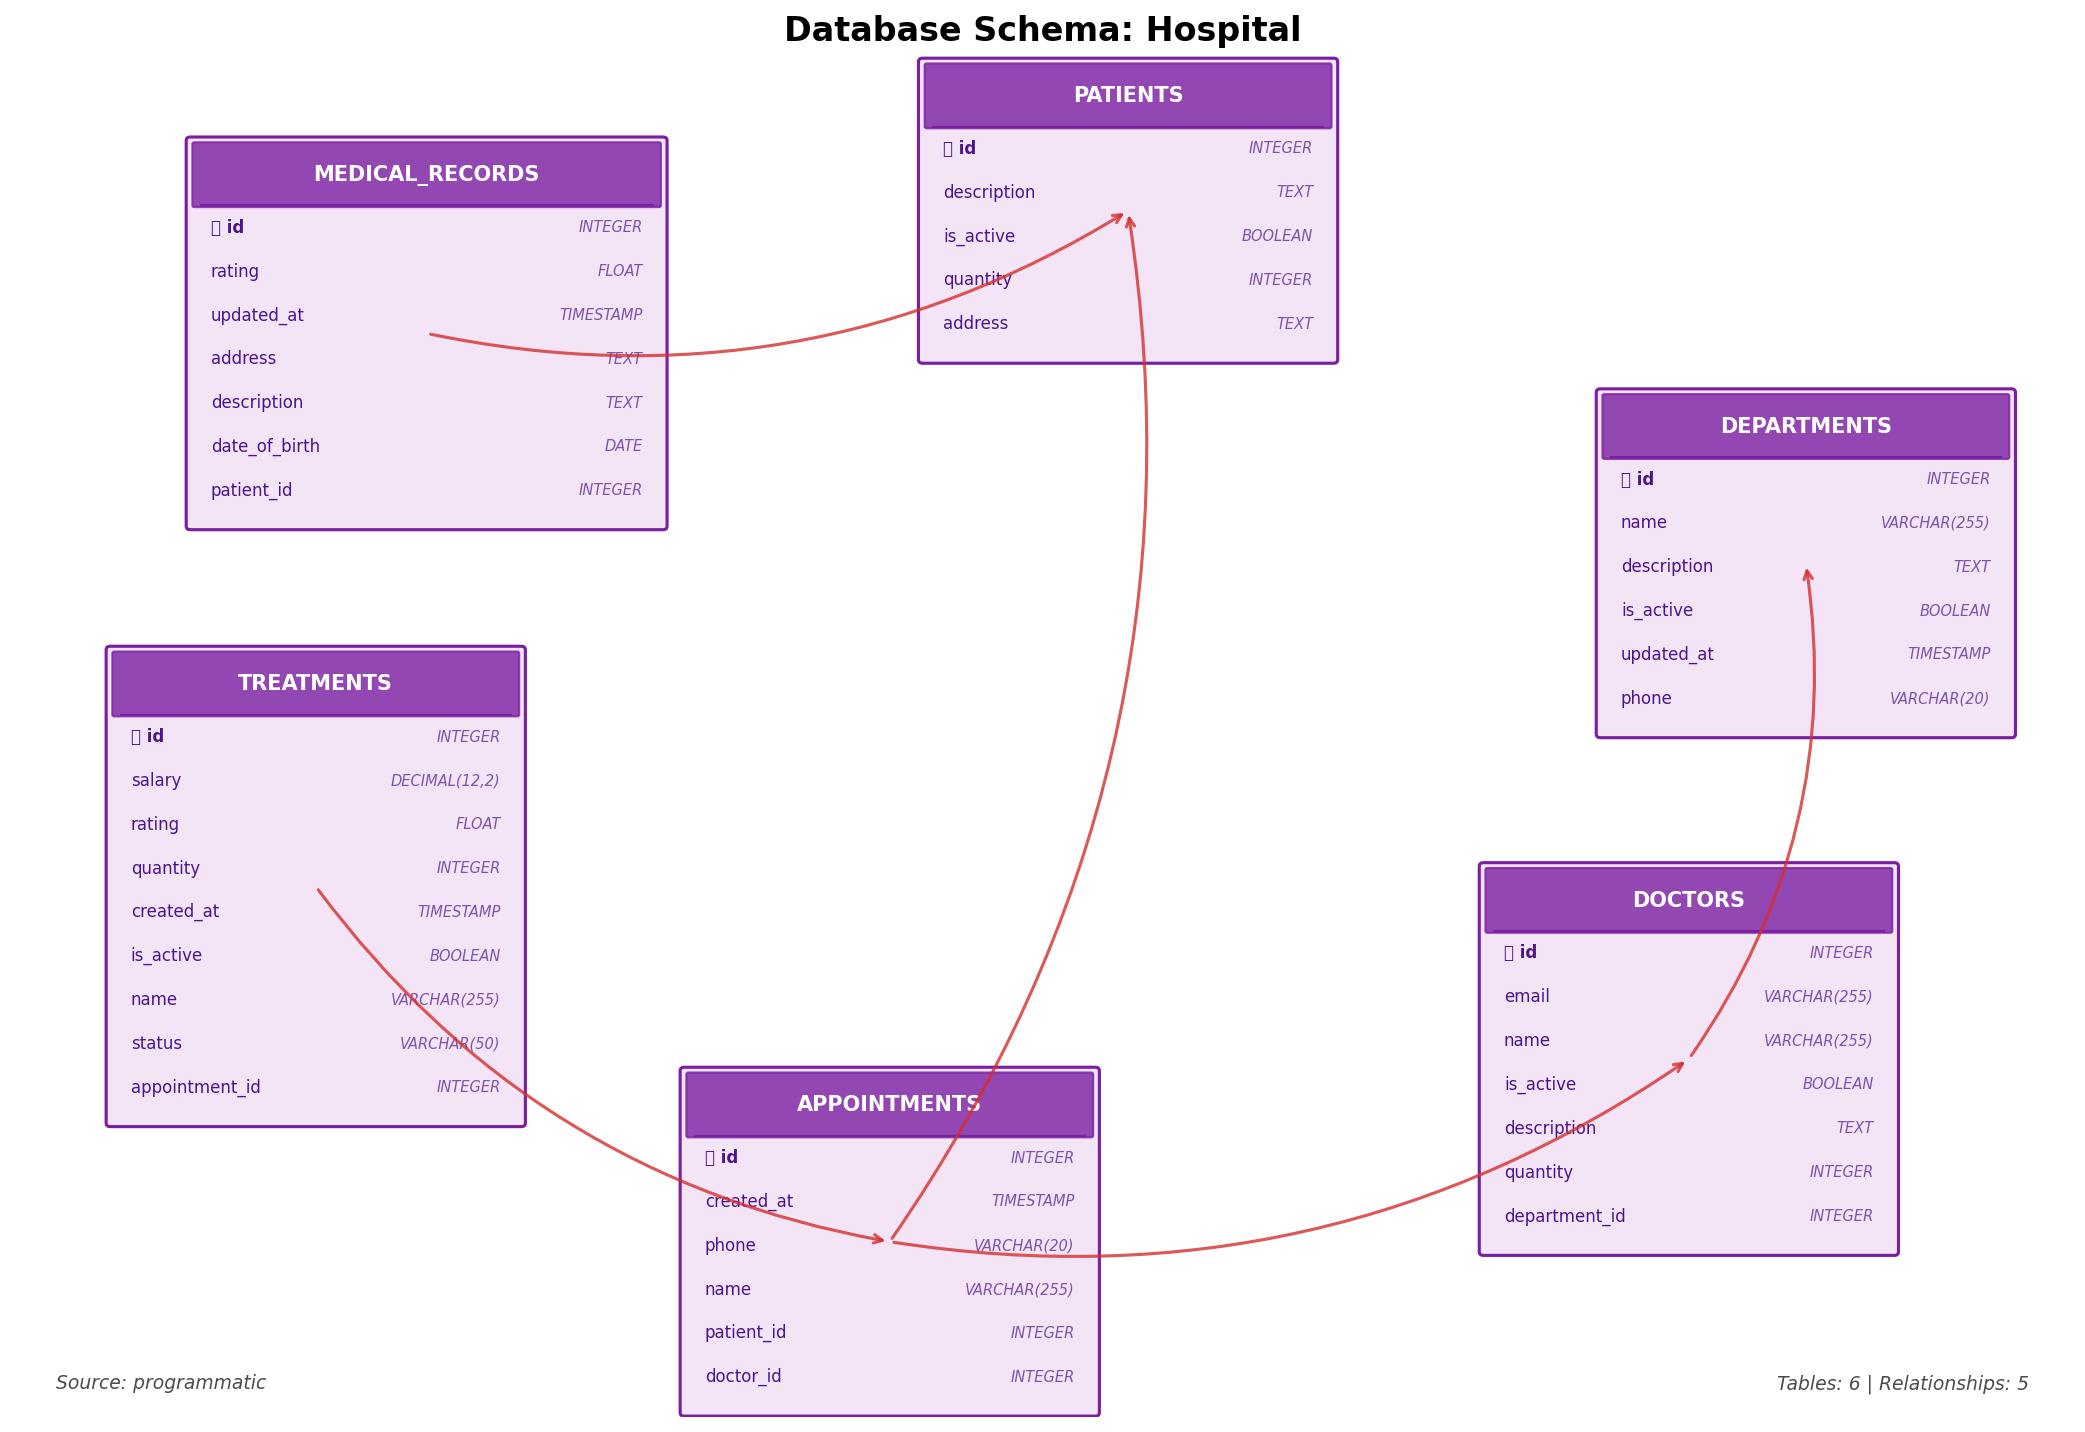 Database Schema: Hospital
PATIENTS
id INTEGER
description TEXT
is_active BOOLEAN
quantity INTEGER
address TEXT
MEDICAL_RECORDS
id INTEGER
rating FLOAT
updated_at TIMESTAMP
address TEXT
description TEXT
date_of_birth DATE
patient_id INTEGER
DEPARTMENTS
id INTEGER
name VARCHAR(255)
description TEXT
is_active BOOLEAN
updated_at TIMESTAMP
phone VARCHAR(20)
TREATMENTS
id INTEGER
salary DECIMAL(12,2)
rating FLOAT
quantity INTEGER
created_at TIMESTAMP
is_active BOOLEAN
name VARCHAR(255)
status VARCHAR(50)
appointment_id INTEGER
DOCTORS
id INTEGER
email VARCHAR(255)
name VARCHAR(255)
is_active BOOLEAN
description TEXT
quantity INTEGER
department_id INTEGER
APPOINTMENTS
id INTEGER
created_at TIMESTAMP
phone VARCHAR(20)
name VARCHAR(255)
patient_id INTEGER
doctor_id INTEGER
Source: programmatic
Tables: 6 | Relationships: 5